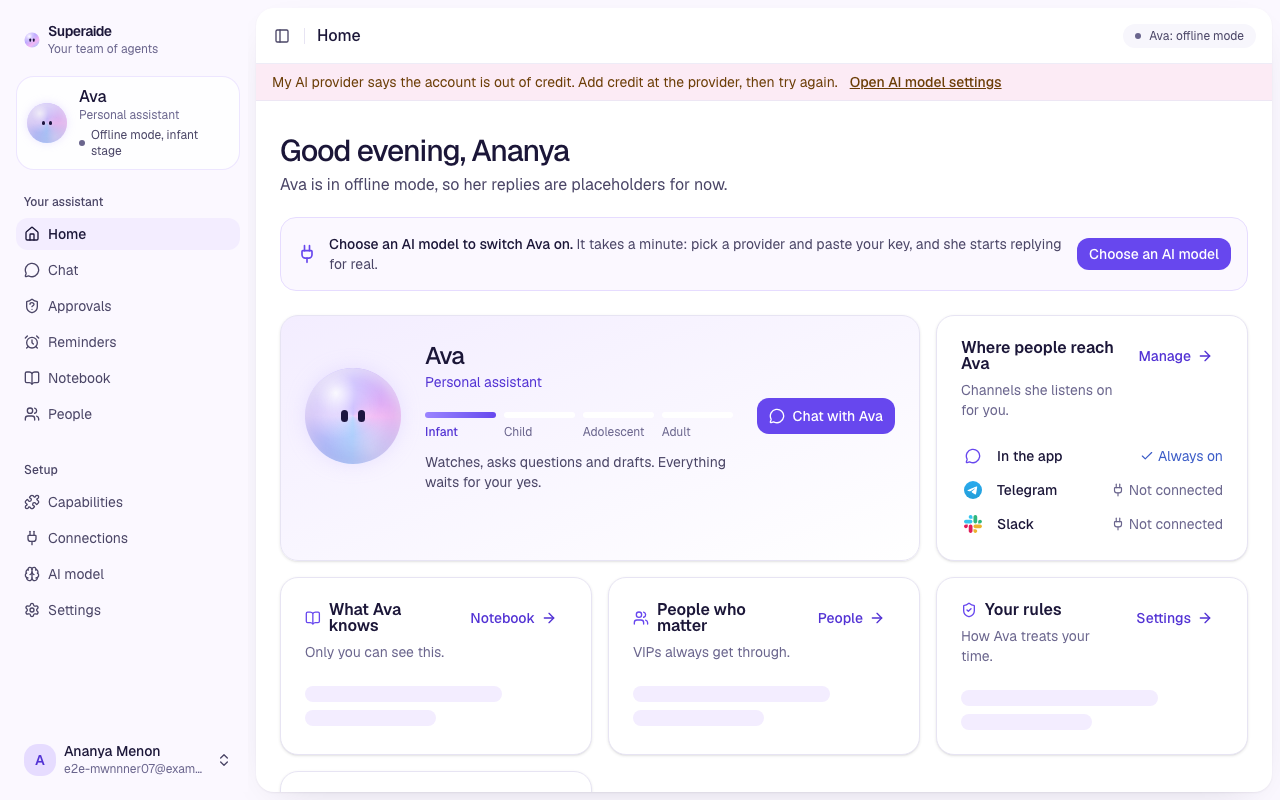 Superaide
Your team of agents
Ava
Personal assistant
Offline mode, infant
stage
Your assistant
Home
Chat
Approvals
Reminders
Notebook
People
Setup
Capabilities
Connections
AI model
Settings
A
Ananya Menon
e2e-mwnnner07@exam…
Home
Ava: offline mode
My AI provider says the account is out of credit. Add credit at the provider, then try again. Open AI model settings
Good evening, Ananya
Ava is in offline mode, so her replies are placeholders for now.
Choose an AI model to switch Ava on. It takes a minute: pick a provider and paste your key, and she starts replying
for real.
Choose an AI model
Ava
Personal assistant
Infant Child Adolescent Adult
Watches, asks questions and drafts. Everything
waits for your yes.
Chat with Ava
Where people reach
Ava
Manage
Channels she listens on
for you.
In the app Always on
Telegram Not connected
Slack Not connected
What Ava
knows
Notebook
Only you can see this.
People who
matter
People
VIPs always get through.
Your rules
Settings
How Ava treats your
time.